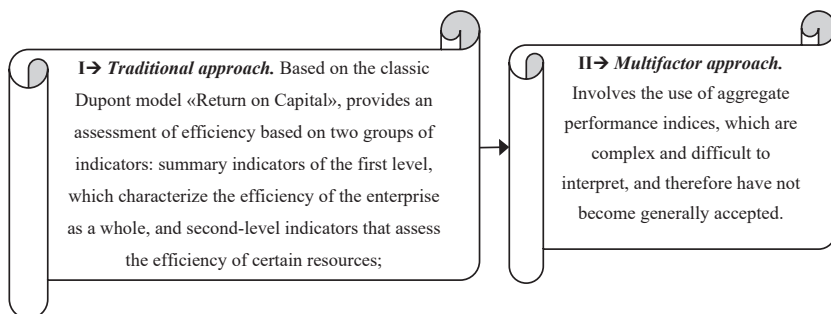 I→ Traditional approach. Based on the classic
Dupont model «Return on Capital», provides an
assessment of efficiency based on two groups of
indicators: summary indicators of the first level,
which characterize the efficiency of the enterprise
as a whole, and second-level indicators that assess
the efficiency of certain resources;
II→ Multifactor approach.
Involves the use of aggregate
performance indices, which are
complex and difficult to
interpret, and therefore have not
become generally accepted.